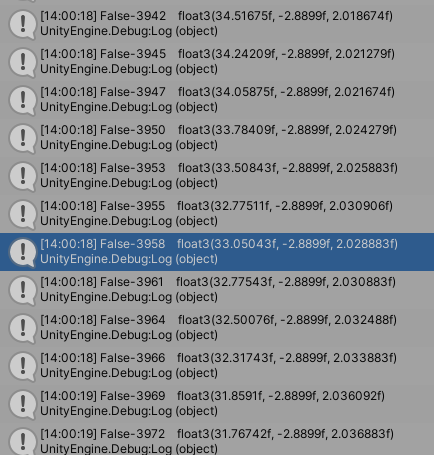 [14:00:18] False-3942 float3(34.51675f, -2.8899f, 2.018674f)
UnityEngine.Debug:Log (object)
[14:00:18] False-3945 float3(34.24209f, -2.8899f, 2.021279f)
UnityEngine.Debug:Log (object)
[14:00:18] False-3947 float3(34.05875f, -2.8899f, 2.021674f)
UnityEngine.Debug:Log (object)
[14:00:18] False-3950 float3(33.78409f, -2.8899f, 2.024279f)
UnityEngine.Debug:Log (object)
[14:00:18] False-3953 float3(33.50843f, -2.8899f, 2.025883f)
UnityEngine.Debug:Log (object)
[14:00:18] False-3955 float3(32.77511f, -2.8899f, 2.030906f)
UnityEngine.Debug:Log (object)
[14:00:18] False-3958 float3(33.05043f, -2.8899f, 2.028883f)
UnityEngine.Debug:Log (object)
[14:00:18] False-3961 float3(32.77543f, -2.8899f, 2.030883f)
UnityEngine.Debug:Log (object)
[14:00:18] False-3964 float3(32.50076f, -2.8899f, 2.032488f)
UnityEngine.Debug:Log (object)
[14:00:18] False-3966 float3(32.31743f, -2.8899f, 2.033883f)
UnityEngine.Debug:Log (object)
[14:00:19] False-3969 float3(31.8591f, -2.8899f, 2.036092f)
UnityEngine.Debug:Log (object)
[14:00:19] False-3972 float3(31.76742f, -2.8899f, 2.036883f)
UnityEngine.Debug:Log (object)